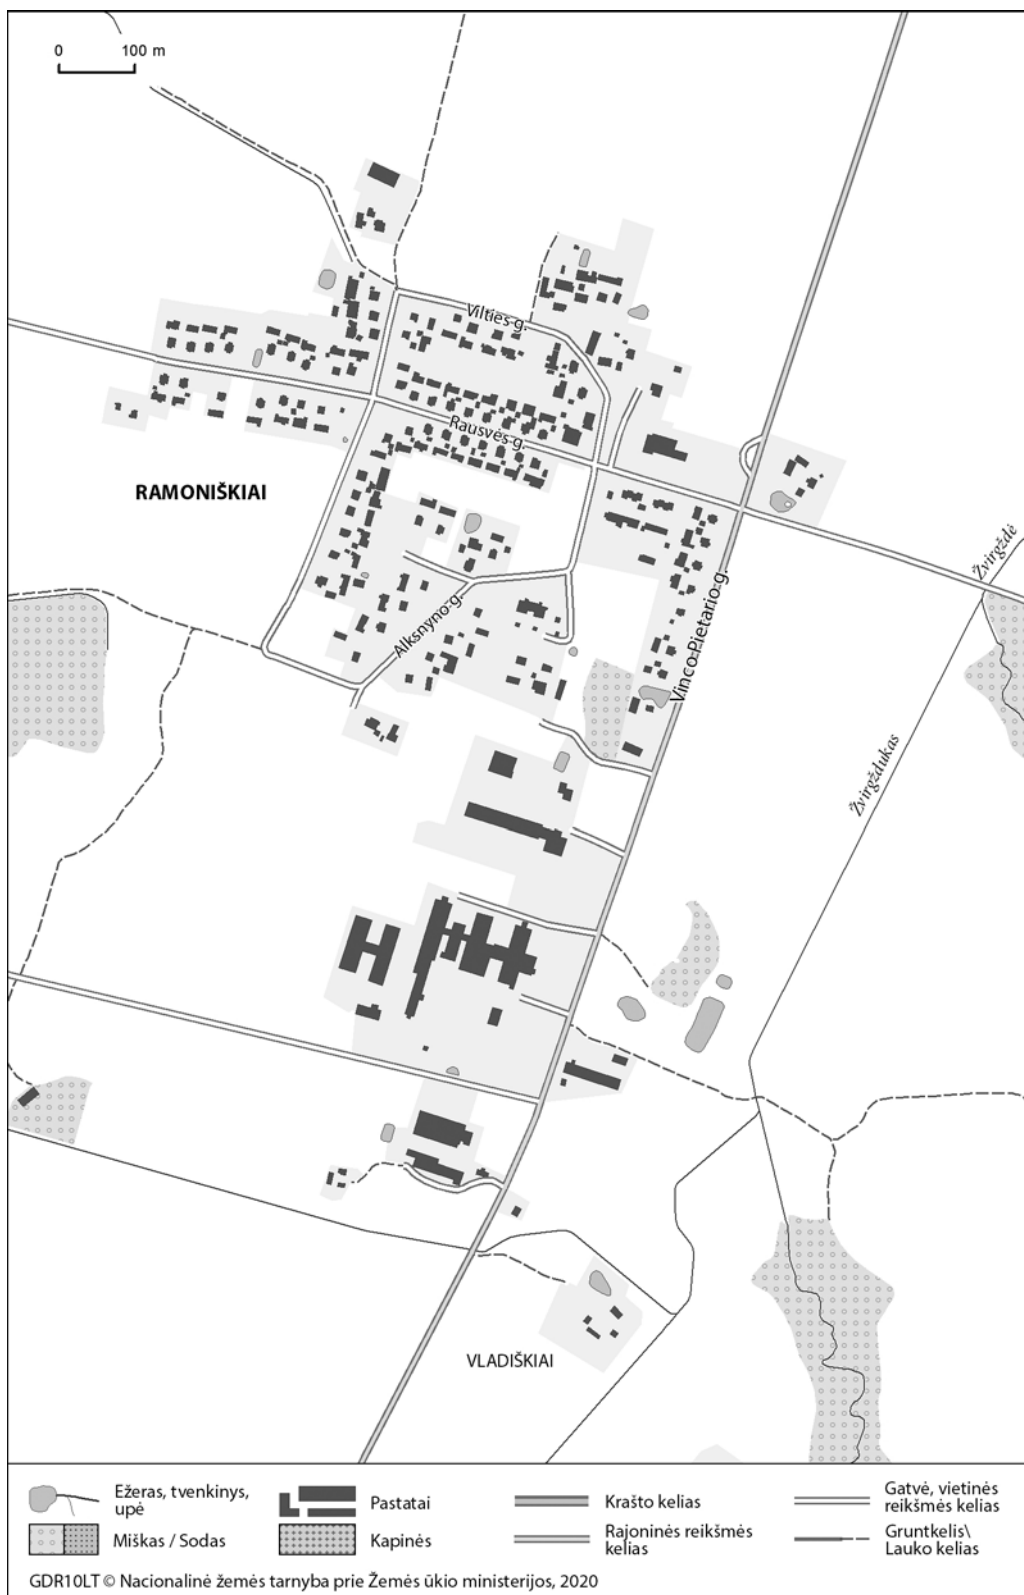 0 100 m
Vilties g.
Rausvės g.
RAMONIŠKIAI
Žvirgždė
Alksnyno g.
Vinco Pietario g.
Žvirgždukas
VLADIŠKIAI
Ežeras, tvenkinys,
upė
Pastatai
Krašto kelias
Gatvė, vietinės
reikšmės kelias
Miškas / Sodas
Kapinės
Rajoninės reikšmės
kelias
Gruntkelis\
Lauko kelias
GDR10LT © Nacionalinė žemės tarnyba prie Žemės ūkio ministerijos, 2020